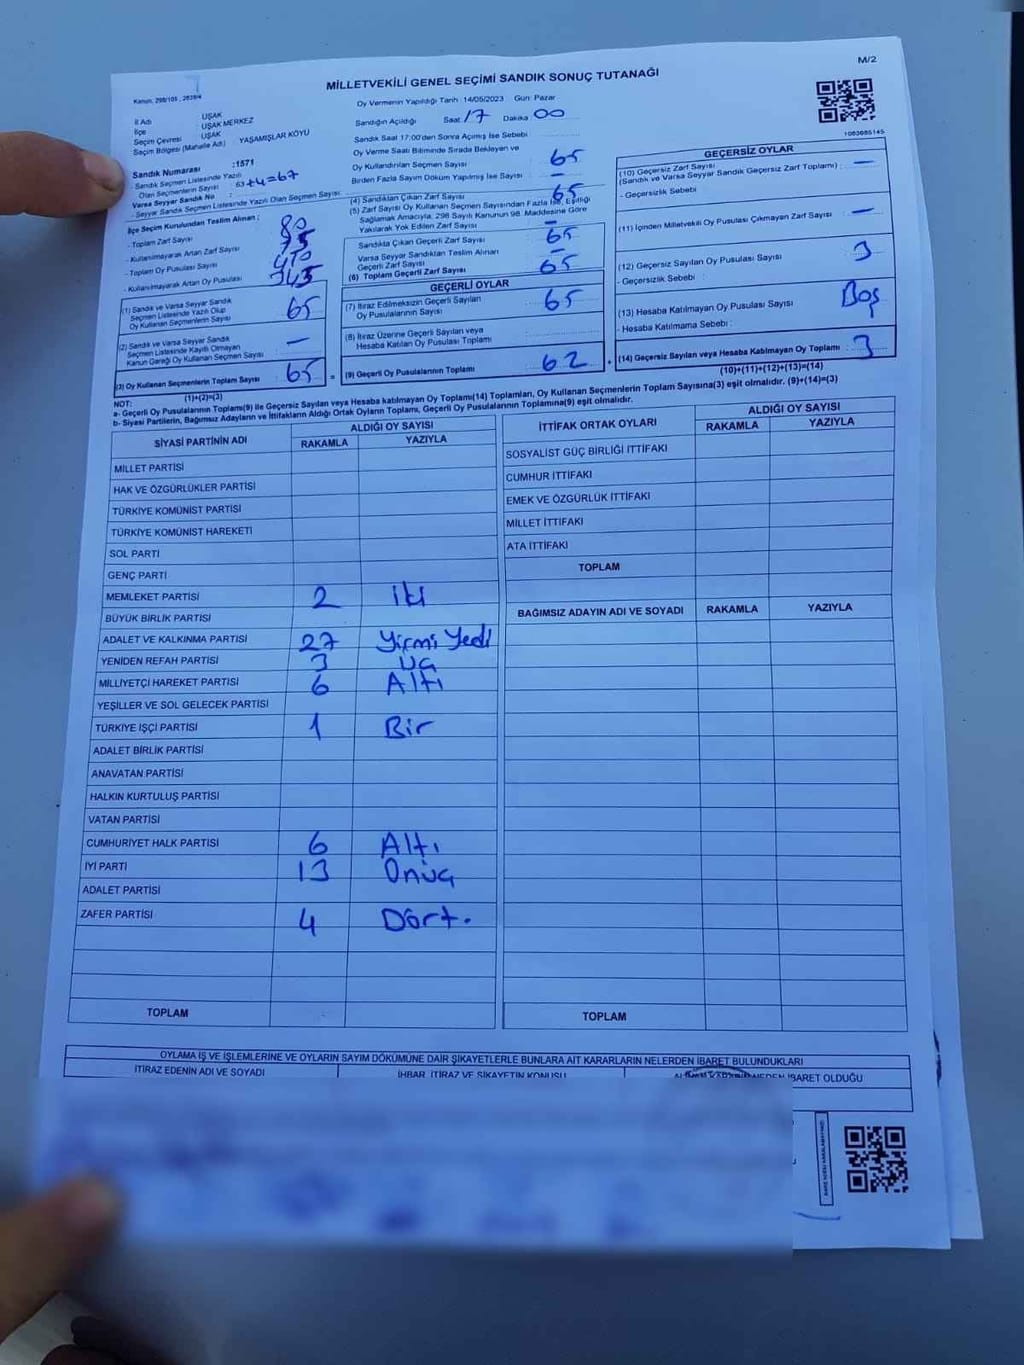 M/2
MİLLETVEKİLİ GENEL SEÇİMİ SANDIK SONUÇ TUTANAĞI
Oy Vermenin Yapıldığı Tarih :14/05/2023 Gün: Pazar
İl Adı : UŞAK
İlçe : UŞAK MERKEZ
Seçim Çevresi : UŞAK
Seçim Bölgesi (Mahalle Adı) : YAŞAMIŞLAR KÖYÜ
Sandık Numarası :1571
- Sandık Seçmen Listesinde Yazılı
Olan Seçmenlerin Sayısı : 63 +4=67
Varsa Seyyar Sandık No :
- Seyyar Sandık Seçmen Listesinde Yazılı Olan Seçmen Sayısı:
İlçe Seçim Kurulundan Teslim Alınan :
- Toplam Zarf Sayısı 80
- Kullanılmayarak Artan Zarf Sayısı
- Toplam Oy Pusulası Sayısı
- Kullanılmayarak Artan Oy Pusulası 345
(1) Sandık ve Varsa Seyyar Sandık
Seçmen Listesinde Yazılı Olup
Oy Kullanan Seçmenlerin Sayısı 65
(2) Sandık ve Varsa Seyyar Sandık
Seçmen Listesinde Kayıtlı Olmayan
Kanun Gereği Oy Kullanan Seçmen Sayısı : —
(3) Oy Kullanan Seçmenlerin Toplam Sayısı 65
(1)+(2)=(3)
Sandığın Açıldığı Saat: 17 Dakika: 00
Sandık Saat 17:00'den Sonra Açılmış İse Sebebi :
Oy Verme Saati Bitiminde Sırada Bekleyen ve
Oy Kullandırılan Seçmen Sayısı 65
Birden Fazla Sayım Döküm Yapılmış İse Sayısı : —
(4) Sandıktan Çıkan Zarf Sayısı 65
(5) Zarf Sayısı Oy Kullanan Seçmen Sayısından Fazla İse, Eşitliği
Sağlamak Amacıyla, 298 Sayılı Kanunun 98. Maddesine Göre
Yakılarak Yok Edilen Zarf Sayısı —
Sandıkta Çıkan Geçerli Zarf Sayısı 65
Varsa Seyyar Sandıktan Teslim Alınan
Geçerli Zarf Sayısı —
(6) Toplam Geçerli Zarf Sayısı 65
GEÇERLİ OYLAR
(7) İtiraz Edilmeksizin Geçerli Sayılan
Oy Pusulalarının Sayısı 65
(8) İtiraz Üzerine Geçerli Sayılan veya
Hesaba Katılan Oy Pusulası Toplamı
(9) Geçerli Oy Pusulalarının Toplamı 62
1083685145
GEÇERSİZ OYLAR
(10) Geçersiz Zarf Sayısı
(Sandık ve Varsa Seyyar Sandık Geçersiz Zarf Toplamı) : —
- Geçersizlik Sebebi
(11) İçinden Milletvekili Oy Pusulası Çıkmayan Zarf Sayısı : —
(12) Geçersiz Sayılan Oy Pusulası Sayısı 3
- Geçersizlik Sebebi :
(13) Hesaba Katılmayan Oy Pusulası Sayısı Boş
- Hesaba Katılmama Sebebi :
(14) Geçersiz Sayılan veya Hesaba Katılmayan Oy Toplamı : 3
(10)+(11)+(12)+(13)=(14)
NOT:
a- Geçerli Oy Pusulalarının Toplamı(9) ile Geçersiz Sayılan veya Hesaba katılmayan Oy Toplamı(14) Toplamları, Oy Kullanan Seçmenlerin Toplam Sayısına(3) eşit olmalıdır. (9)+(14)=(3)
b- Siyasi Partilerin, Bağımsız Adayların ve İttifakların Aldığı Ortak Oyların Toplamı, Geçerli Oy Pusulalarının Toplamına(9) eşit olmalıdır.
SİYASİ PARTİNİN ADI ALDIĞI OY SAYISI
RAKAMLA YAZIYLA
MİLLET PARTİSİ
HAK VE ÖZGÜRLÜKLER PARTİSİ
TÜRKİYE KOMÜNİST PARTİSİ
TÜRKİYE KOMÜNİST HAREKETİ
SOL PARTİ
GENÇ PARTİ
MEMLEKET PARTİSİ 2 iki
BÜYÜK BİRLİK PARTİSİ
ADALET VE KALKINMA PARTİSİ 27 Yirmi Yedi
YENİDEN REFAH PARTİSİ 3 Üç
MİLLİYETÇİ HAREKET PARTİSİ 6 Altı
YEŞİLLER VE SOL GELECEK PARTİSİ
TÜRKİYE İŞÇİ PARTİSİ 1 Bir
ADALET BİRLİK PARTİSİ
ANAVATAN PARTİSİ
HALKIN KURTULUŞ PARTİSİ
VATAN PARTİSİ
CUMHURİYET HALK PARTİSİ 6 Altı
İYİ PARTİ 13 Onüç
ADALET PARTİSİ
ZAFER PARTİSİ 4 Dört.
TOPLAM
İTTİFAK ORTAK OYLARI ALDIĞI OY SAYISI
RAKAMLA YAZIYLA
SOSYALİST GÜÇ BİRLİĞİ İTTİFAKI
CUMHUR İTTİFAKI
EMEK VE ÖZGÜRLÜK İTTİFAKI
MİLLET İTTİFAKI
ATA İTTİFAKI
TOPLAM
BAĞIMSIZ ADAYIN ADI VE SOYADI RAKAMLA YAZIYLA
TOPLAM
OYLAMA İŞ VE İŞLEMLERİNE VE OYLARIN SAYIM DÖKÜMÜNE DAİR ŞİKAYETLERLE BUNLARA AİT KARARLARIN NELERDEN İBARET BULUNDUKLARI
İTİRAZ EDENİN ADI VE SOYADI İHBAR, İTİRAZ VE ŞİKAYETİN KONUSU İBARET OLDUĞU